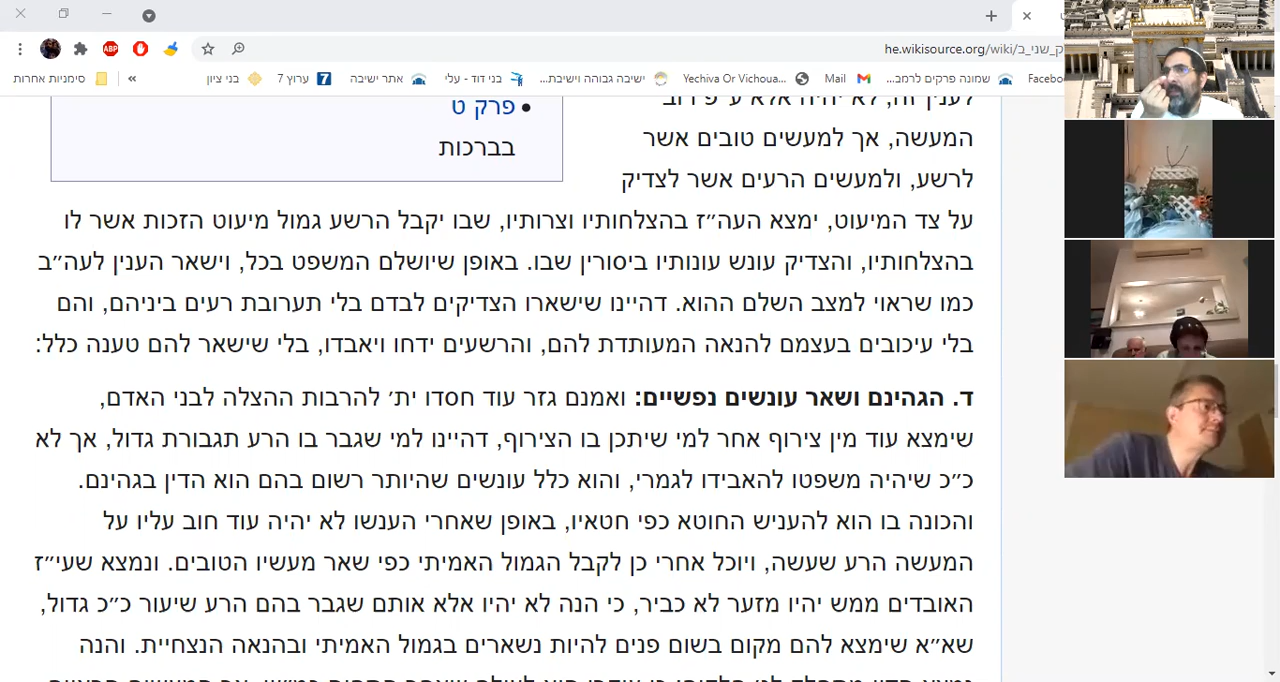 he.wikisource.org/wiki/ק_שני_ב
סימניות אחרות
בני ציון
ערוץ 7
אתר ישיבה
בני דוד - עלי
ישיבה גבוהה וישיבת...
Yechiva Or Vichoua...
Mail
שמונה פרקים לרמב...
Facebo
פרק ט
בברכות
לענין זה, לא יהיה אלא ע״פ רוב
המעשה, אך למעשים טובים אשר
לרשע, ולמעשים הרעים אשר לצדיק
על צד המיעוט, ימצא העה״ז בהצלחותיו וצרותיו, שבו יקבל הרשע גמול מיעוט הזכות אשר לו
בהצלחותיו, והצדיק עונש עונותיו ביסורין שבו. באופן שיושלם המשפט בכל, וישאר הענין לעה״ב
כמו שראוי למצב השלם ההוא. דהיינו שישארו הצדיקים לבדם בלי תערובת רעים ביניהם, והם
בלי עיכובים בעצמם להנאה המעותדת להם, והרשעים ידחו ויאבדו, בלי שישאר להם טענה כלל:
ד. הגהינם ושאר עונשים נפשיים: ואמנם גזר עוד חסדו ית׳ להרבות ההצלה לבני האדם,
שימצא עוד מין צירוף אחר למי שיתכן בו הצירוף, דהיינו למי שגבר בו הרע תגבורת גדול, אך לא
כ״כ שיהיה משפטו להאבידו לגמרי, והוא כלל עונשים שהיותר רשום בהם הוא הדין בגהינם.
והכונה בו הוא להעניש החוטא כפי חטאיו, באופן שאחרי הענשו לא יהיה עוד חוב עליו על
המעשה הרע שעשה, ויוכל אחרי כן לקבל הגמול האמיתי כפי שאר מעשיו הטובים. ונמצא שעי״ז
האובדים ממש יהיו מזער לא כביר, כי הנה לא יהיו אלא אותם שגבר בהם הרע שיעור כ״כ גדול,
שא״א שימצא להם מקום בשום פנים להיות נשארים בגמול האמיתי ובהנאה הנצחיית. והנה